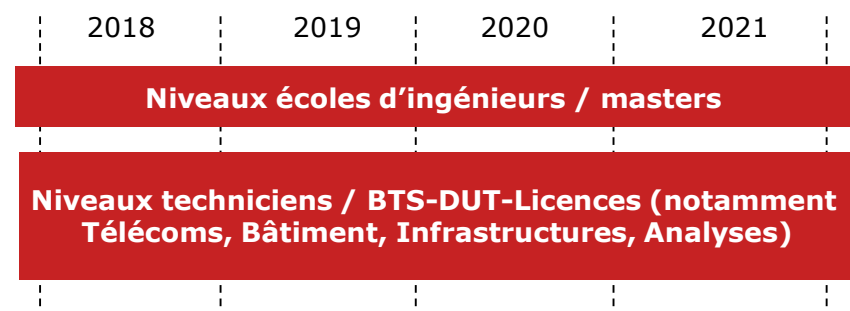 2018 2019 2020 2021
Niveaux écoles d’ingénieurs / masters
Niveaux techniciens / BTS-DUT-Licences (notamment
Télécoms, Bâtiment, Infrastructures, Analyses)